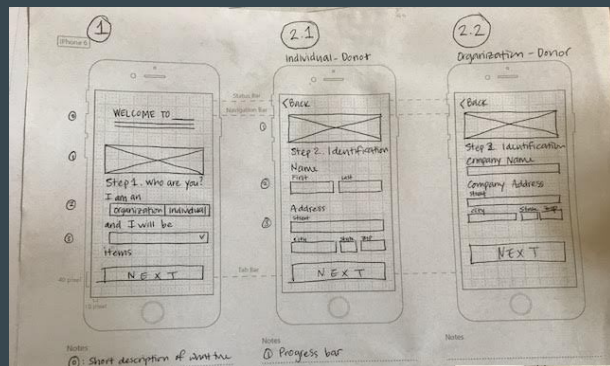 1
2.1
2.2
iPhone 6
Individual - Donor
Organization - Donor
Status Bar
Navigation Bar
WELCOME TO
Step 1. Who are you?
I am an
organization individual
and I will be
items
NEXT
Tab Bar
40 pixel
< Back
Step 2. Identification
Name
First Last
Address
Street
City State Zip
NEXT
< Back
Identification
Company Name
Company Address
Street
City State Zip
NEXT
Notes
Short description of
Notes
① Progress bar
Notes